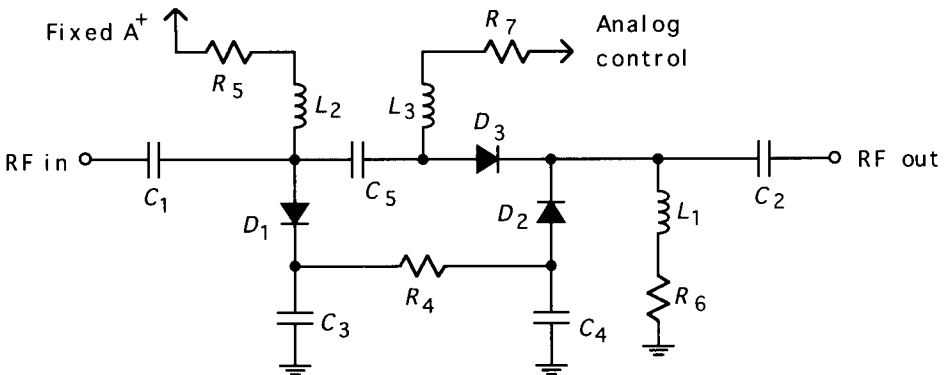 Fixed A+
R5
L2
R7
Analog
control
L3
D3
RF in
C1
C5
D1
D2
L1
C2
RF out
R4
R6
C3
C4